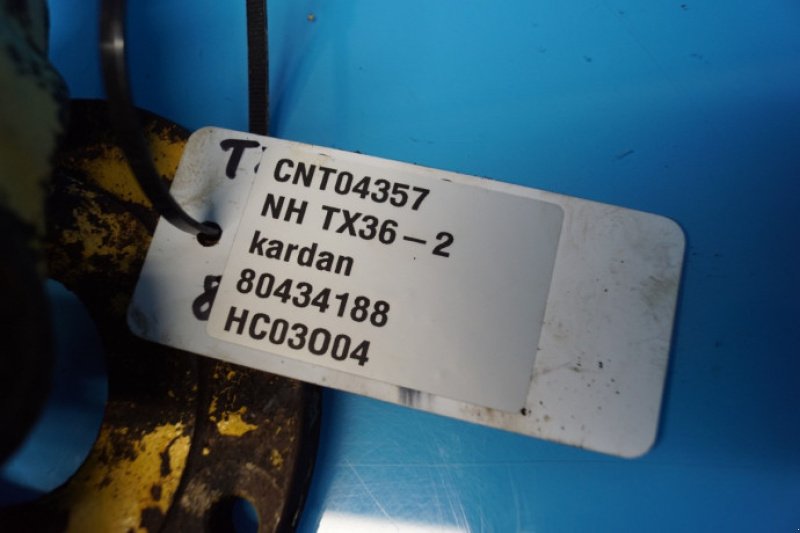 CNT04357
NH TX36-2
kardan
80434188
HC03O04